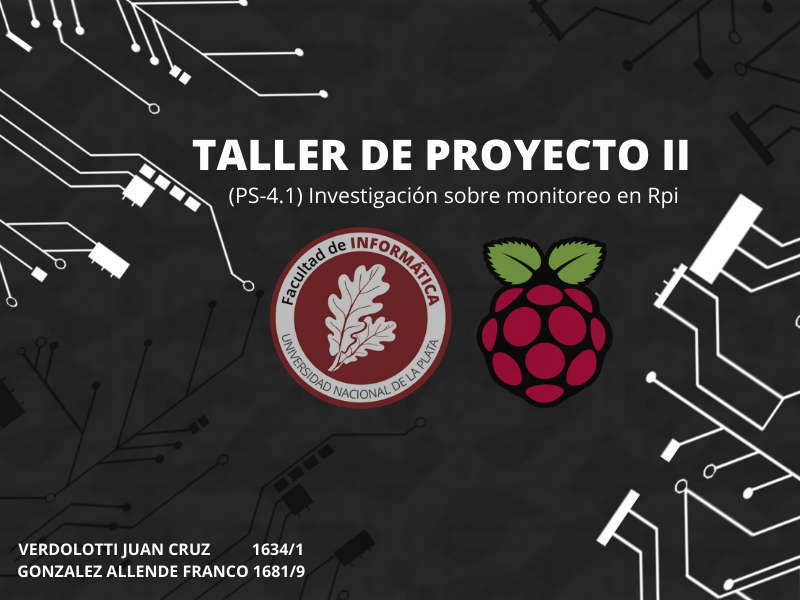 TALLER DE PROYECTO II
(PS-4.1) Investigación sobre monitoreo en Rpi
Facultad de INFORMÁTICA
UNIVERSIDAD NACIONAL DE LA PLATA
VERDOLOTTI JUAN CRUZ 1634/1
GONZALEZ ALLENDE FRANCO 1681/9